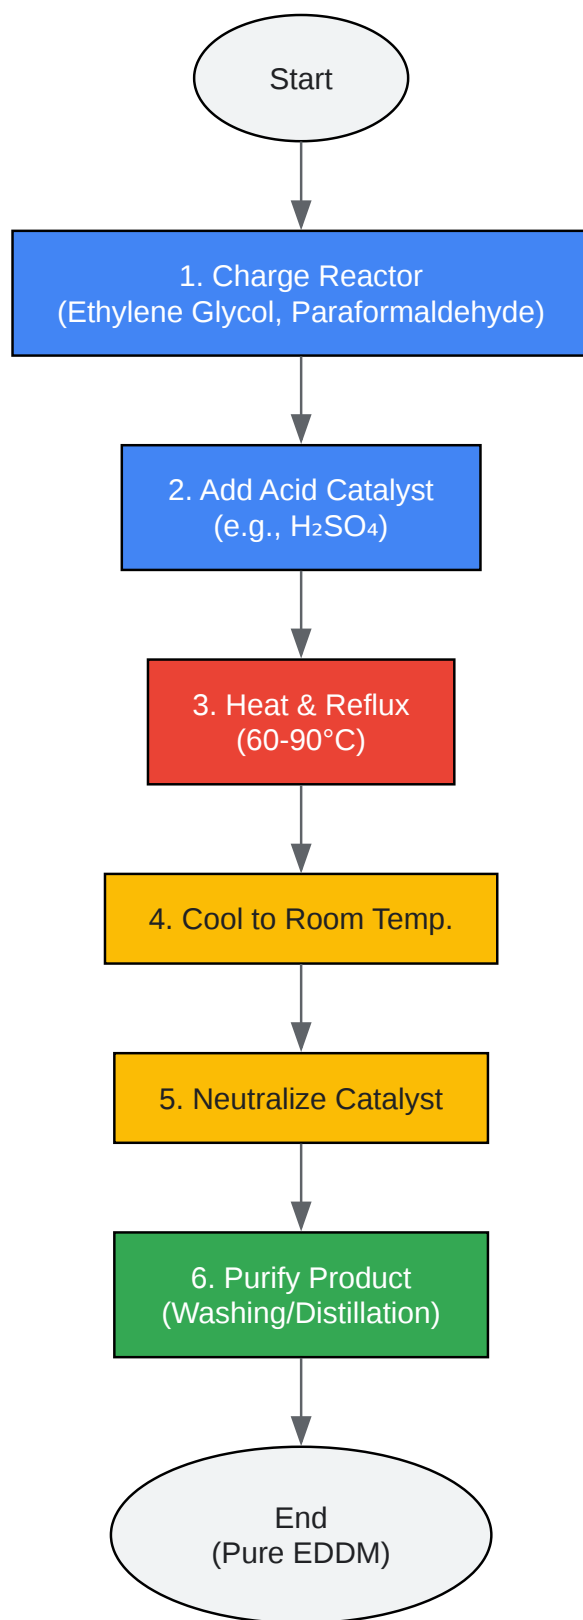 Start
1. Charge Reactor
(Ethylene Glycol, Paraformaldehyde)
2. Add Acid Catalyst
(e.g., H₂SO₄)
3. Heat & Reflux
(60-90°C)
4. Cool to Room Temp.
5. Neutralize Catalyst
6. Purify Product
(Washing/Distillation)
End
(Pure EDDM)